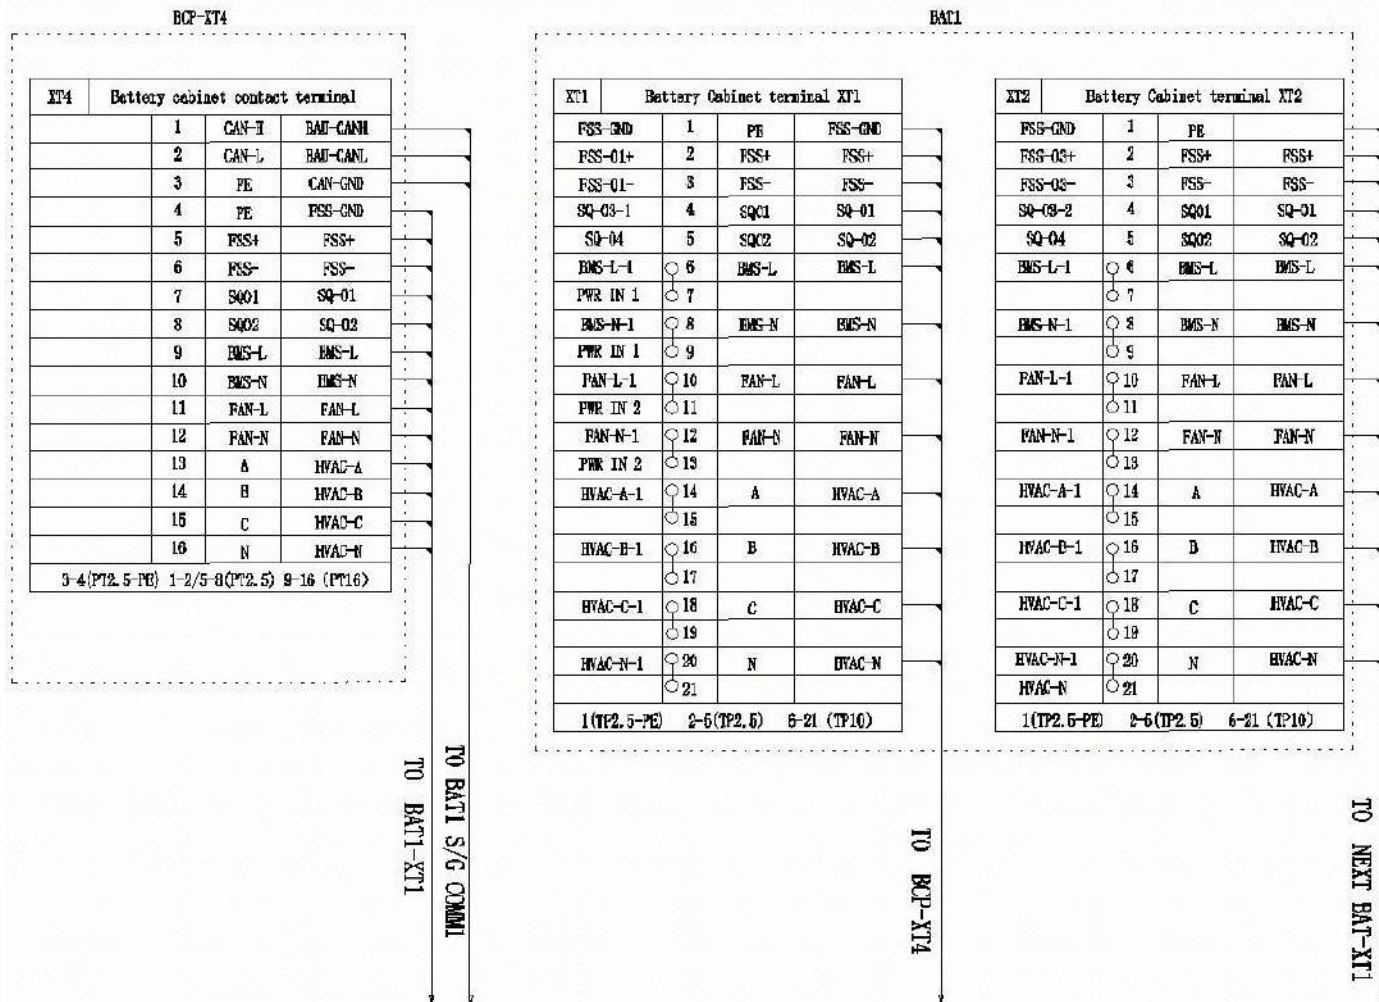 BCP-XT4
XT4 Battery cabinet contact terminal
1 CAN-H BAU-CANH
2 CAN-L BAU-CANL
3 PE CAN-GND
4 PE FSS-GND
5 FSS+ FSS+
6 FSS- FSS-
7 SQ01 SQ-01
8 SQ02 SQ-02
9 BMS-L BMS-L
10 BMS-N BMS-N
11 FAN-L FAN-L
12 FAN-N FAN-N
13 A HVAC-A
14 B HVAC-B
15 C HVAC-C
16 N HVAC-N
3-4(PT2.5-PE) 1-2/5-8(PT2.5) 9-16 (PT16)
TO BAT1-XT1
TO BAT1 S/G COMM1
BAT1
XT1 Battery Cabinet terminal XT1
FSS-GND 1 PE FSS-GND
FSS-01+ 2 FSS+ FSS+
FSS-01- 3 FSS- FSS-
SQ-03-1 4 SQ01 SQ-01
SQ-04 5 SQ02 SQ-02
BMS-L-1 6 BMS-L BMS-L
PWR IN 1 7
BMS-N-1 8 BMS-N BMS-N
PWR IN 1 9
FAN-L-1 10 FAN-L FAN-L
PWR IN 2 11
FAN-N-1 12 FAN-N FAN-N
PWR IN 2 13
HVAC-A-1 14 A HVAC-A
15
HVAC-B-1 16 B HVAC-B
17
HVAC-C-1 18 C HVAC-C
19
HVAC-N-1 20 N HVAC-N
21
1(TP2.5-PE) 2-5(TP2.5) 6-21 (TP10)
TO BCP-XT4
XT2 Battery Cabinet terminal XT2
FSS-GND 1 PE
FSS-03+ 2 FSS+ FSS+
FSS-03- 3 FSS- FSS-
SQ-03-2 4 SQ01 SQ-01
SQ-04 5 SQ02 SQ-02
BMS-L-1 6 BMS-L BMS-L
7
BMS-N-1 8 BMS-N BMS-N
9
FAN-L-1 10 FAN-L FAN-L
11
FAN-N-1 12 FAN-N FAN-N
13
HVAC-A-1 14 A HVAC-A
15
HVAC-B-1 16 B HVAC-B
17
HVAC-C-1 18 C HVAC-C
19
HVAC-N-1 20 N HVAC-N
HVAC-N 21
1(TP2.5-PE) 2-5(TP2.5) 6-21 (TP10)
TO NEXT BAT-XT1